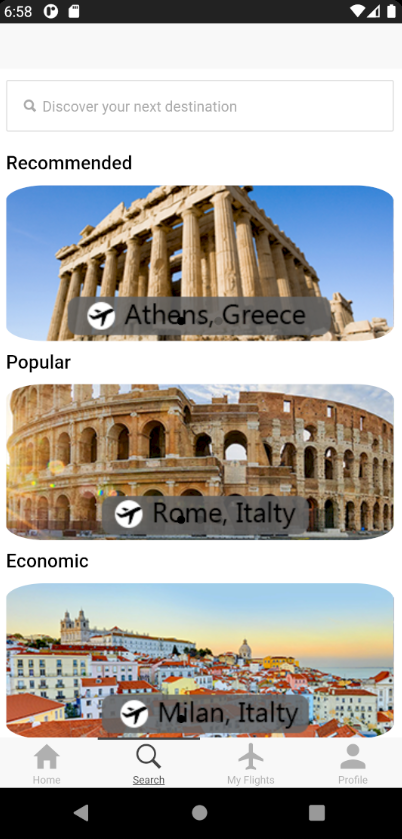 6:58
Discover your next destination
Recommended
Athens, Greece
Popular
Rome, Italty
Economic
Milan, Italty
Home
Search
My Flights
Profile